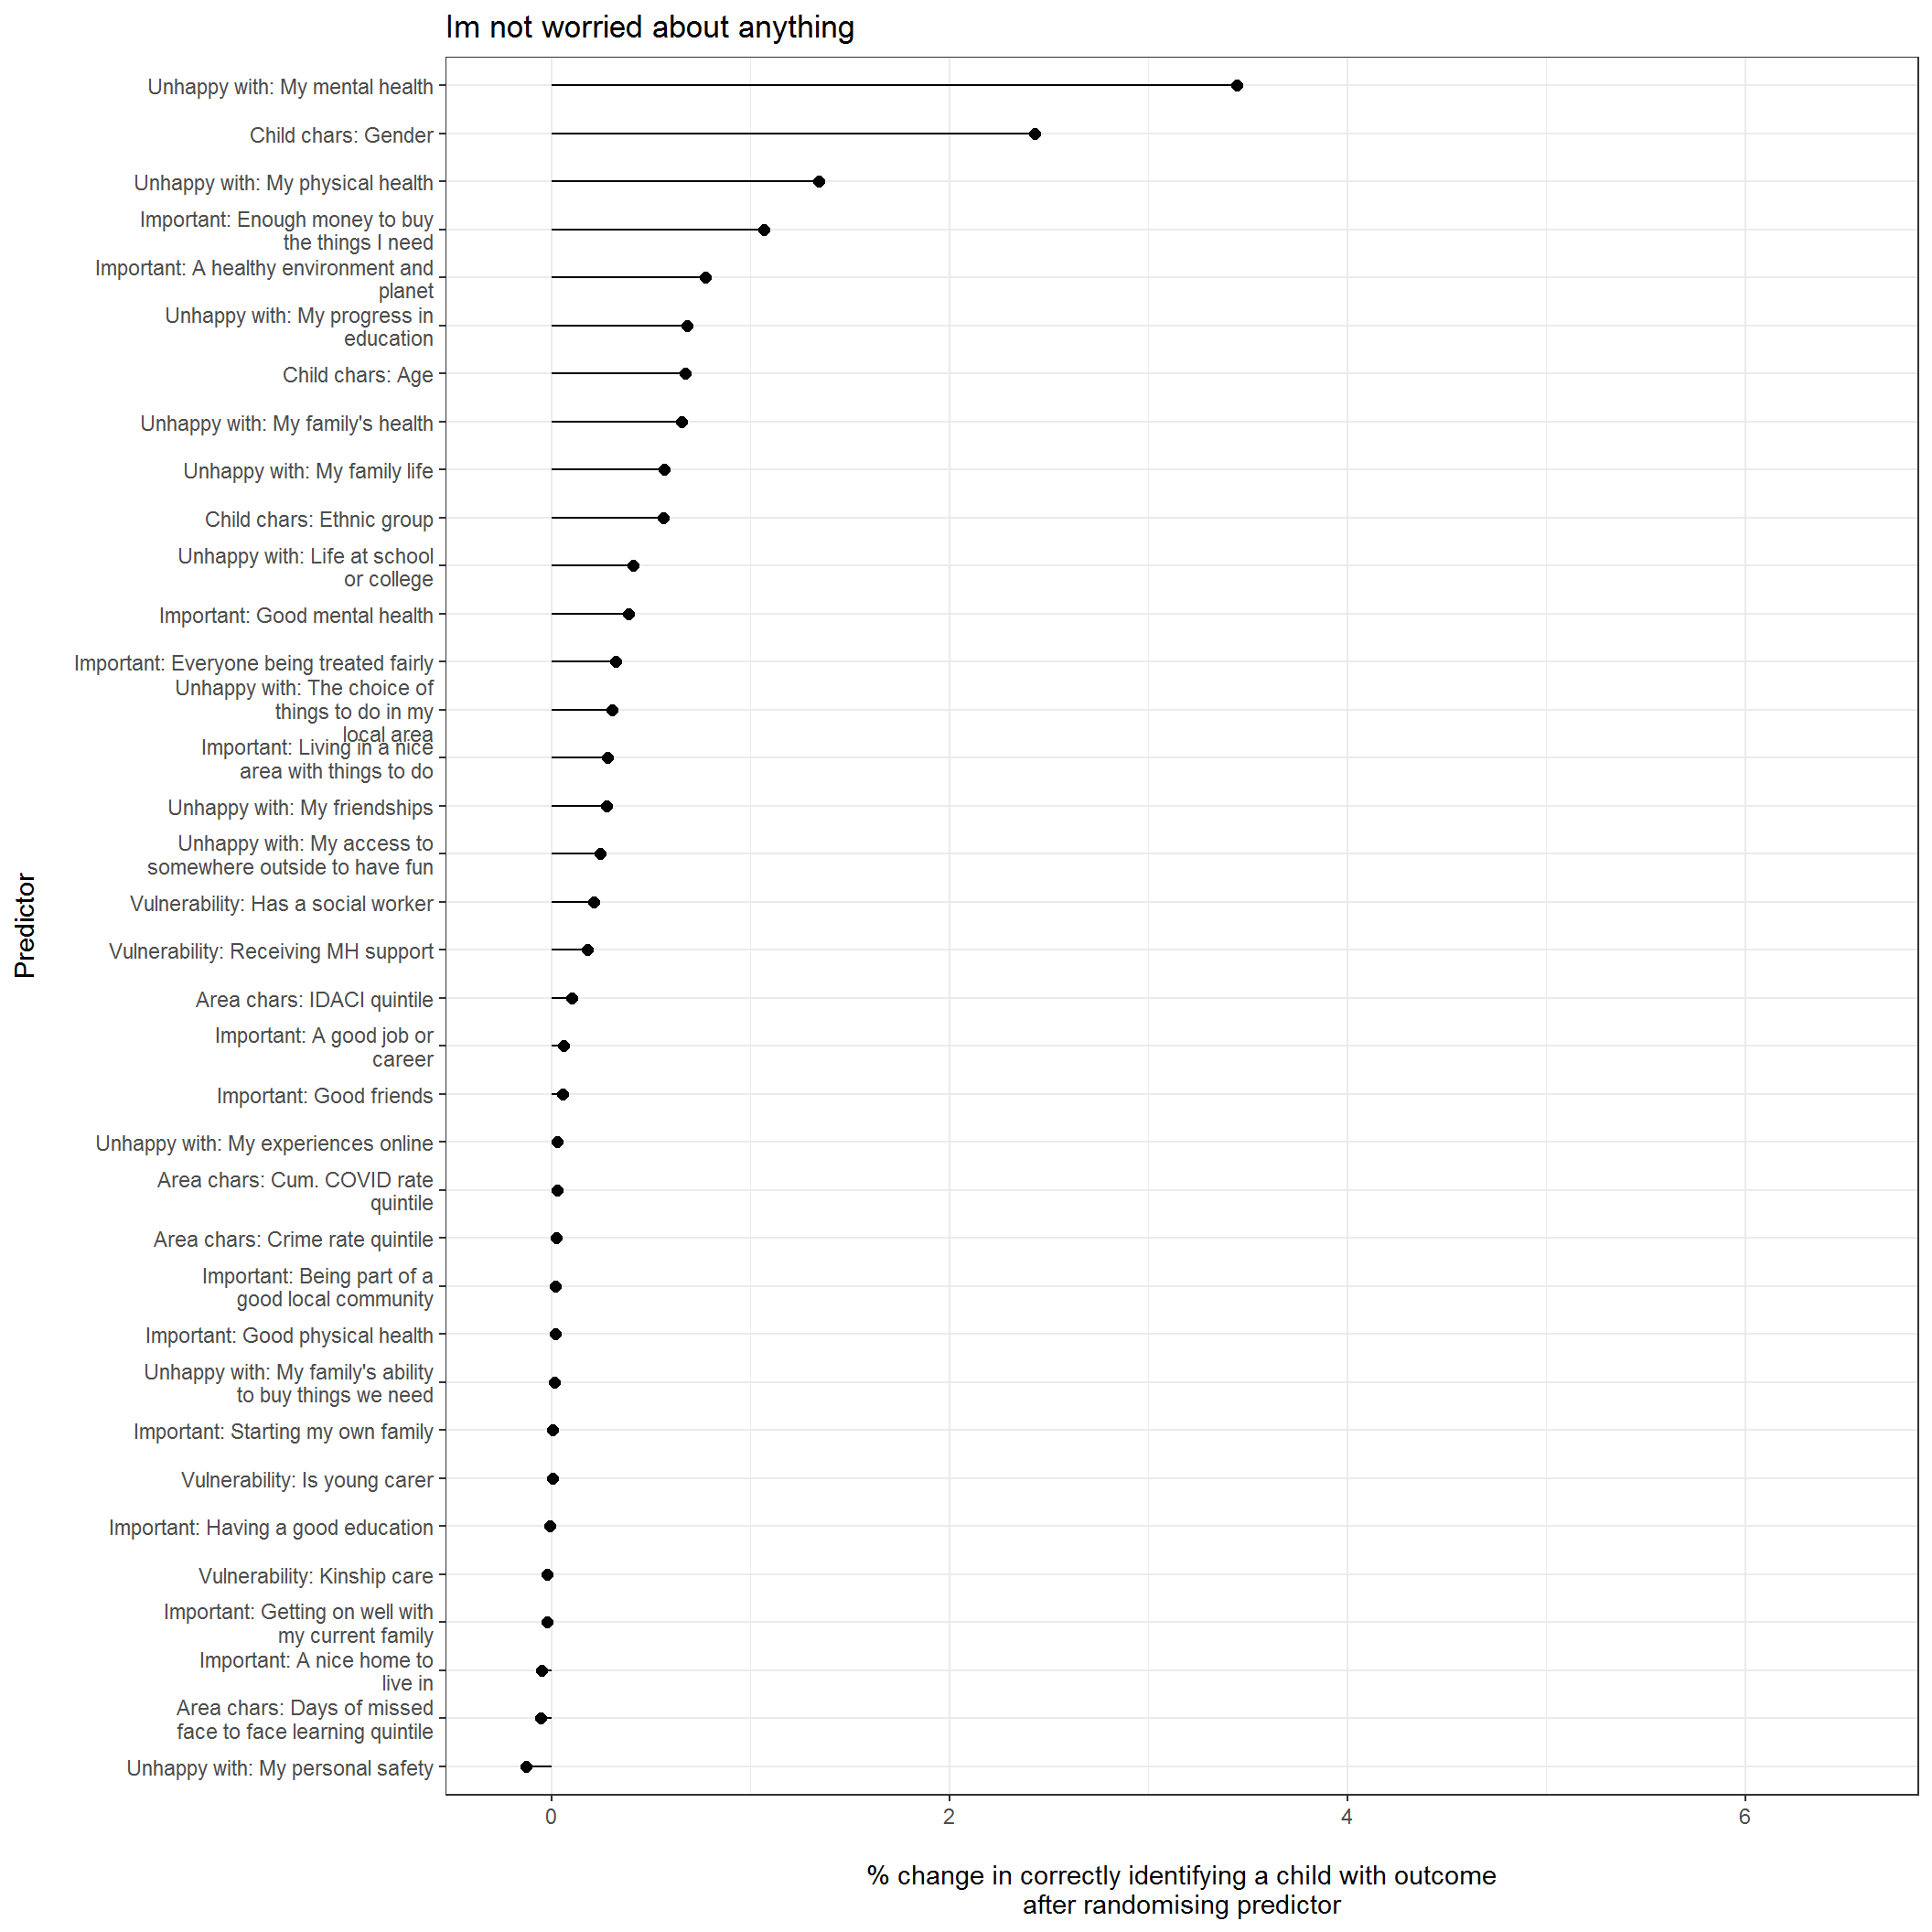 Im not worried about anything
Unhappy with: My mental health
Child chars: Gender
Unhappy with: My physical health
Important: Enough money to buy
the things I need
Important: A healthy environment and
planet
Unhappy with: My progress in
education
Child chars: Age
Unhappy with: My family's health
Unhappy with: My family life
Child chars: Ethnic group
Unhappy with: Life at school
or college
Important: Good mental health
Important: Everyone being treated fairly
Unhappy with: The choice of
things to do in my
local area
Important: Living in a nice
area with things to do
Unhappy with: My friendships
Unhappy with: My access to
somewhere outside to have fun
Vulnerability: Has a social worker
Vulnerability: Receiving MH support
Area chars: IDACI quintile
Important: A good job or
career
Important: Good friends
Unhappy with: My experiences online
Area chars: Cum. COVID rate
quintile
Area chars: Crime rate quintile
Important: Being part of a
good local community
Important: Good physical health
Unhappy with: My family's ability
to buy things we need
Important: Starting my own family
Vulnerability: Is young carer
Important: Having a good education
Vulnerability: Kinship care
Important: Getting on well with
my current family
Important: A nice home to
live in
Area chars: Days of missed
face to face learning quintile
Unhappy with: My personal safety
Predictor
0 2 4 6
% change in correctly identifying a child with outcome
after randomising predictor